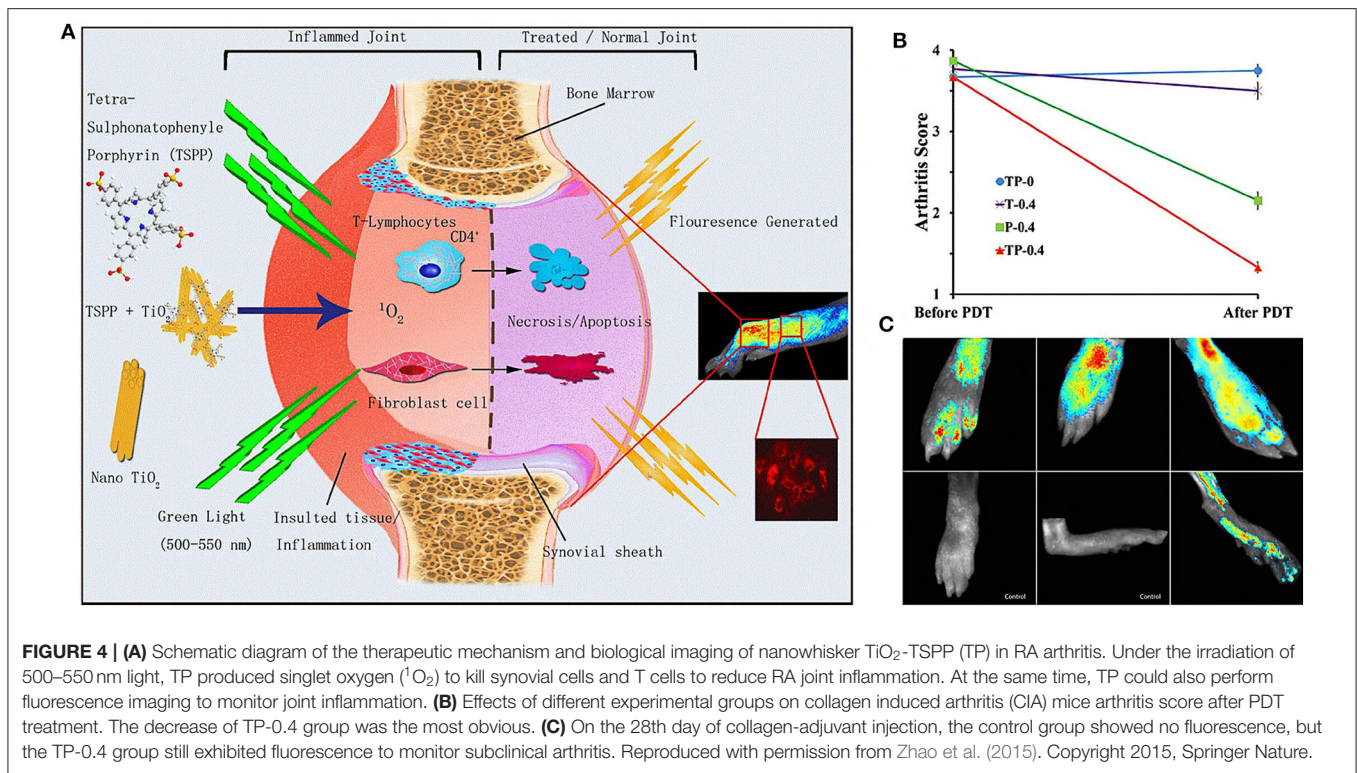 A
Inflammed Joint
Treated / Normal Joint
Tetra-
Sulphonatophenyle
Porphyrin (TSPP)
Bone Marrow
T-Lymphocytes
CD4⁺
Flouresence Generated
TSPP + TiO₂
¹O₂
Necrosis/Apoptosis
Fibroblast cell
Nano TiO₂
Green Light
(500-550 nm)
Insulted tissue/
Inflammation
Synovial sheath
B
Arthritis Score
4
3
2
1
TP-0
T-0.4
P-0.4
TP-0.4
Before PDT
After PDT
C
Control
Control
FIGURE 4 | (A) Schematic diagram of the therapeutic mechanism and biological imaging of nanowhisker TiO₂-TSPP (TP) in RA arthritis. Under the irradiation of
500–550 nm light, TP produced singlet oxygen (¹O₂) to kill synovial cells and T cells to reduce RA joint inflammation. At the same time, TP could also perform
fluorescence imaging to monitor joint inflammation. (B) Effects of different experimental groups on collagen induced arthritis (CIA) mice arthritis score after PDT
treatment. The decrease of TP-0.4 group was the most obvious. (C) On the 28th day of collagen-adjuvant injection, the control group showed no fluorescence, but
the TP-0.4 group still exhibited fluorescence to monitor subclinical arthritis. Reproduced with permission from Zhao et al. (2015). Copyright 2015, Springer Nature.